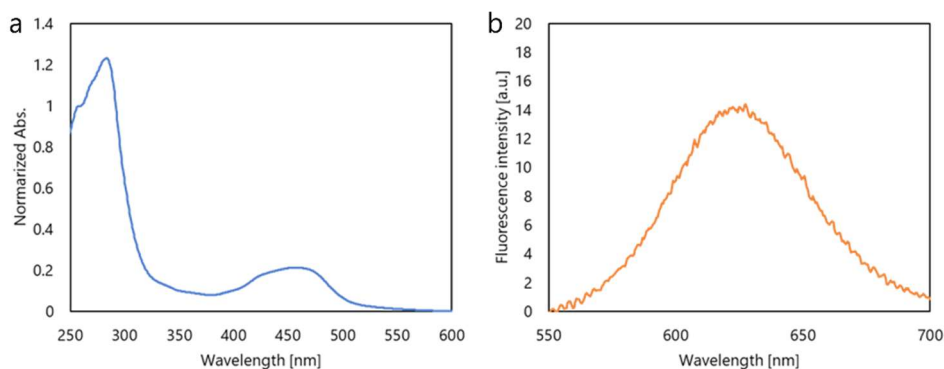 a
1.4
1.2
1
0.8
0.6
0.4
0.2
0
Normarized Abs.
250 300 350 400 450 500 550 600
Wavelength [nm]
b
20
18
16
14
12
10
8
6
4
2
0
Fluorescence intensity [a.u.]
550 600 650 700
Wavelength [nm]